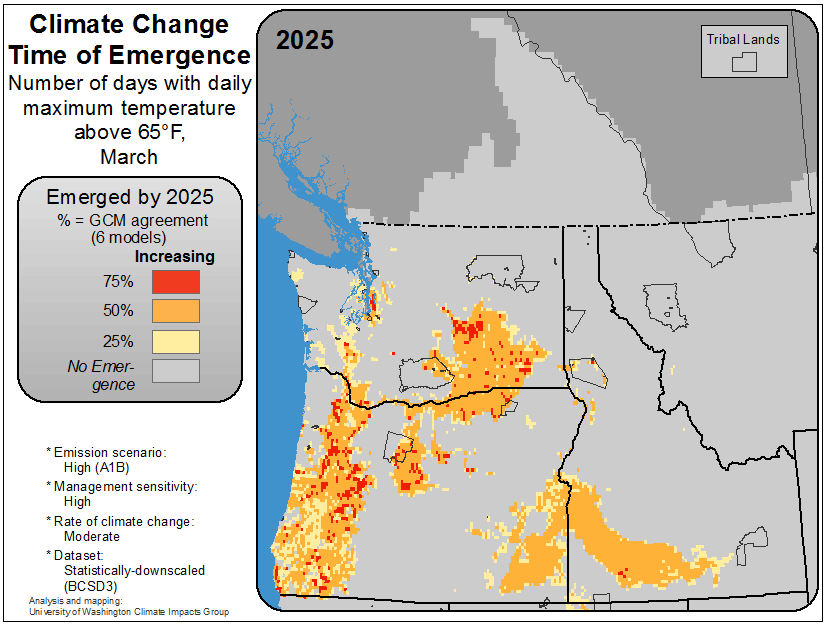 Climate Change
Time of Emergence
Number of days with daily
maximum temperature
above 65°F,
March
Emerged by 2025
% = GCM agreement
(6 models)
Increasing
75%
50%
25%
No Emer-
gence
* Emission scenario:
High (A1B)
* Management sensitivity:
High
* Rate of climate change:
Moderate
* Dataset:
Statistically-downscaled
(BCSD3)
Analysis and mapping:
University of Washington Climate Impacts Group
2025
Tribal Lands